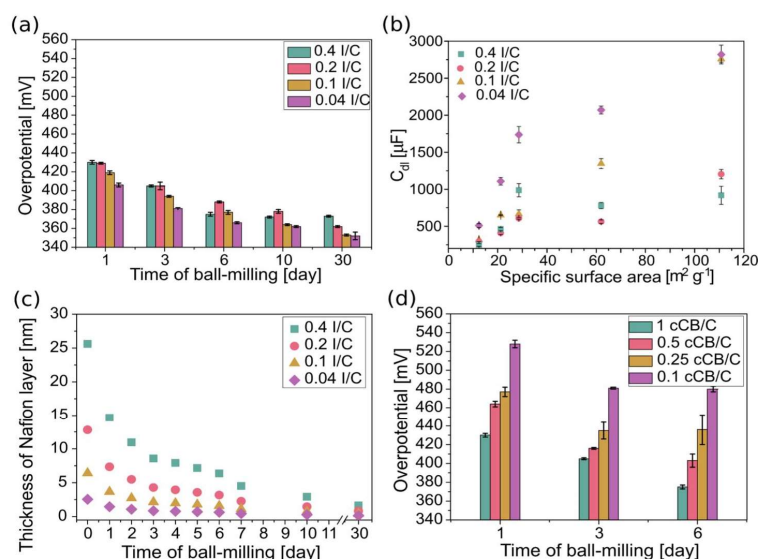 (a)
560
540
520
500
480
460
440
420
400
380
360
340
Overpotential [mV]
0.4 I/C
0.2 I/C
0.1 I/C
0.04 I/C
1 3 6 10 30
Time of ball-milling [day]
(b)
3000
2500
2000
1500
1000
500
Cdl [µF]
0.4 I/C
0.2 I/C
0.1 I/C
0.04 I/C
0 20 40 60 80 100 120
Specific surface area [m² g⁻¹]
(c)
30
25
20
15
10
5
0
Thickness of Nafion layer [nm]
0.4 I/C
0.2 I/C
0.1 I/C
0.04 I/C
0 1 2 3 4 5 6 7 8 9 10 11 30
Time of ball-milling [day]
(d)
560
540
520
500
480
460
440
420
400
380
360
340
Overpotential [mV]
1 cCB/C
0.5 cCB/C
0.25 cCB/C
0.1 cCB/C
1 3 6
Time of ball-milling [day]